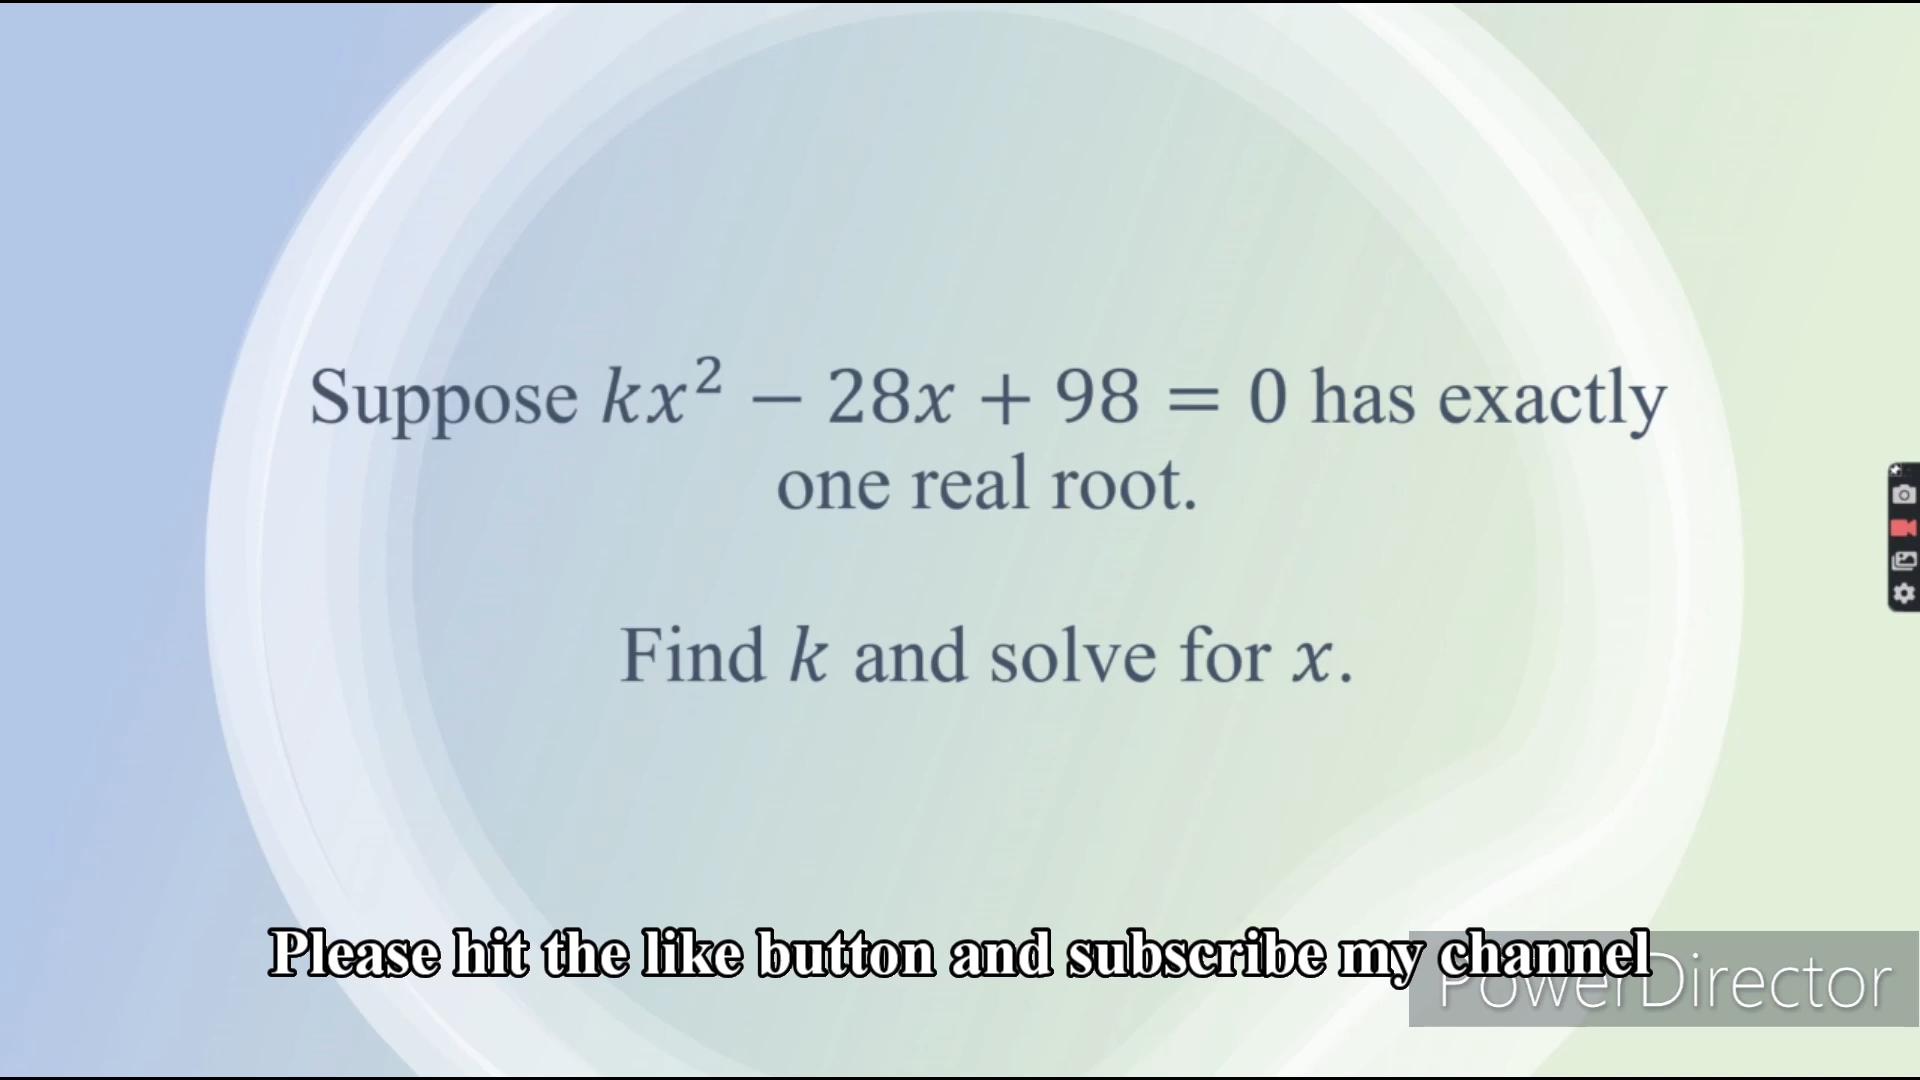 Suppose kx² − 28x + 98 = 0 has exactly
one real root.
Find k and solve for x.
Please hit the like button and subscribe my channel
PowerDirector